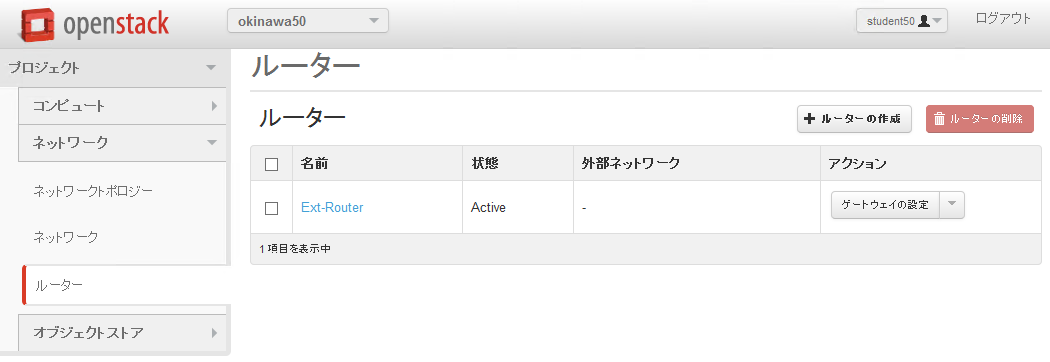 openstack
okinawa50
student50
ログアウト
プロジェクト
コンピュート
ネットワーク
ネットワークトポロジー
ネットワーク
ルーター
オブジェクトストア
ルーター
ルーター
+ ルーターの作成
ルーターの削除
名前 状態 外部ネットワーク アクション
Ext-Router Active - ゲートウェイの設定
1 項目を表示中